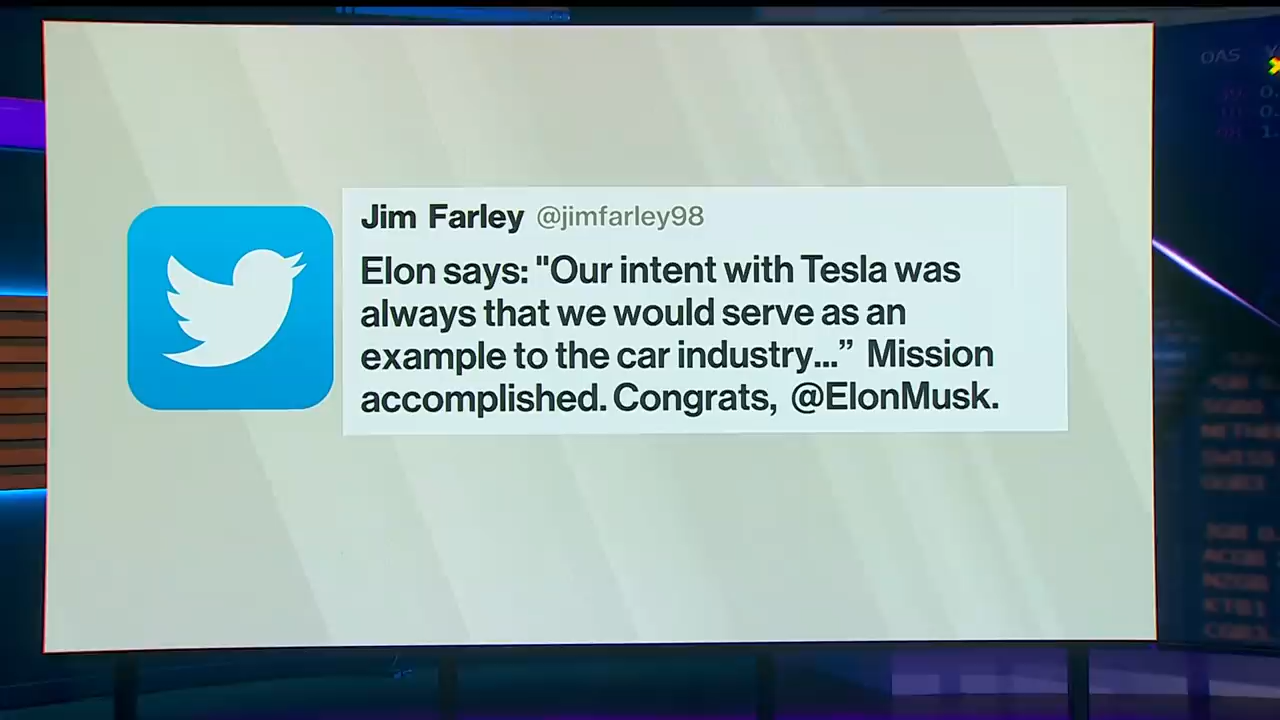 Jim Farley @jimfarley98
Elon says: "Our intent with Tesla was
always that we would serve as an
example to the car industry...” Mission
accomplished. Congrats, @ElonMusk.
OAS